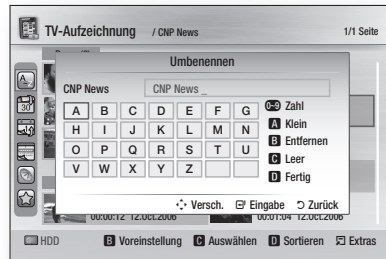 TV-Aufzeichnung / CNP News 1/1 Seite
Umbenennen
CNP News CNP News _
A B C D E F G
H I J K L M N
O P Q R S T U
V W X Y Z
0~9 Zahl
A Klein
B Entfernen
C Leer
D Fertig
Versch. Eingabe Zurück
00:00:12 12.Oct.2006 00:01:04 12.Oct.2006
HDD B Voreinstellung C Auswählen D Sortieren Extras